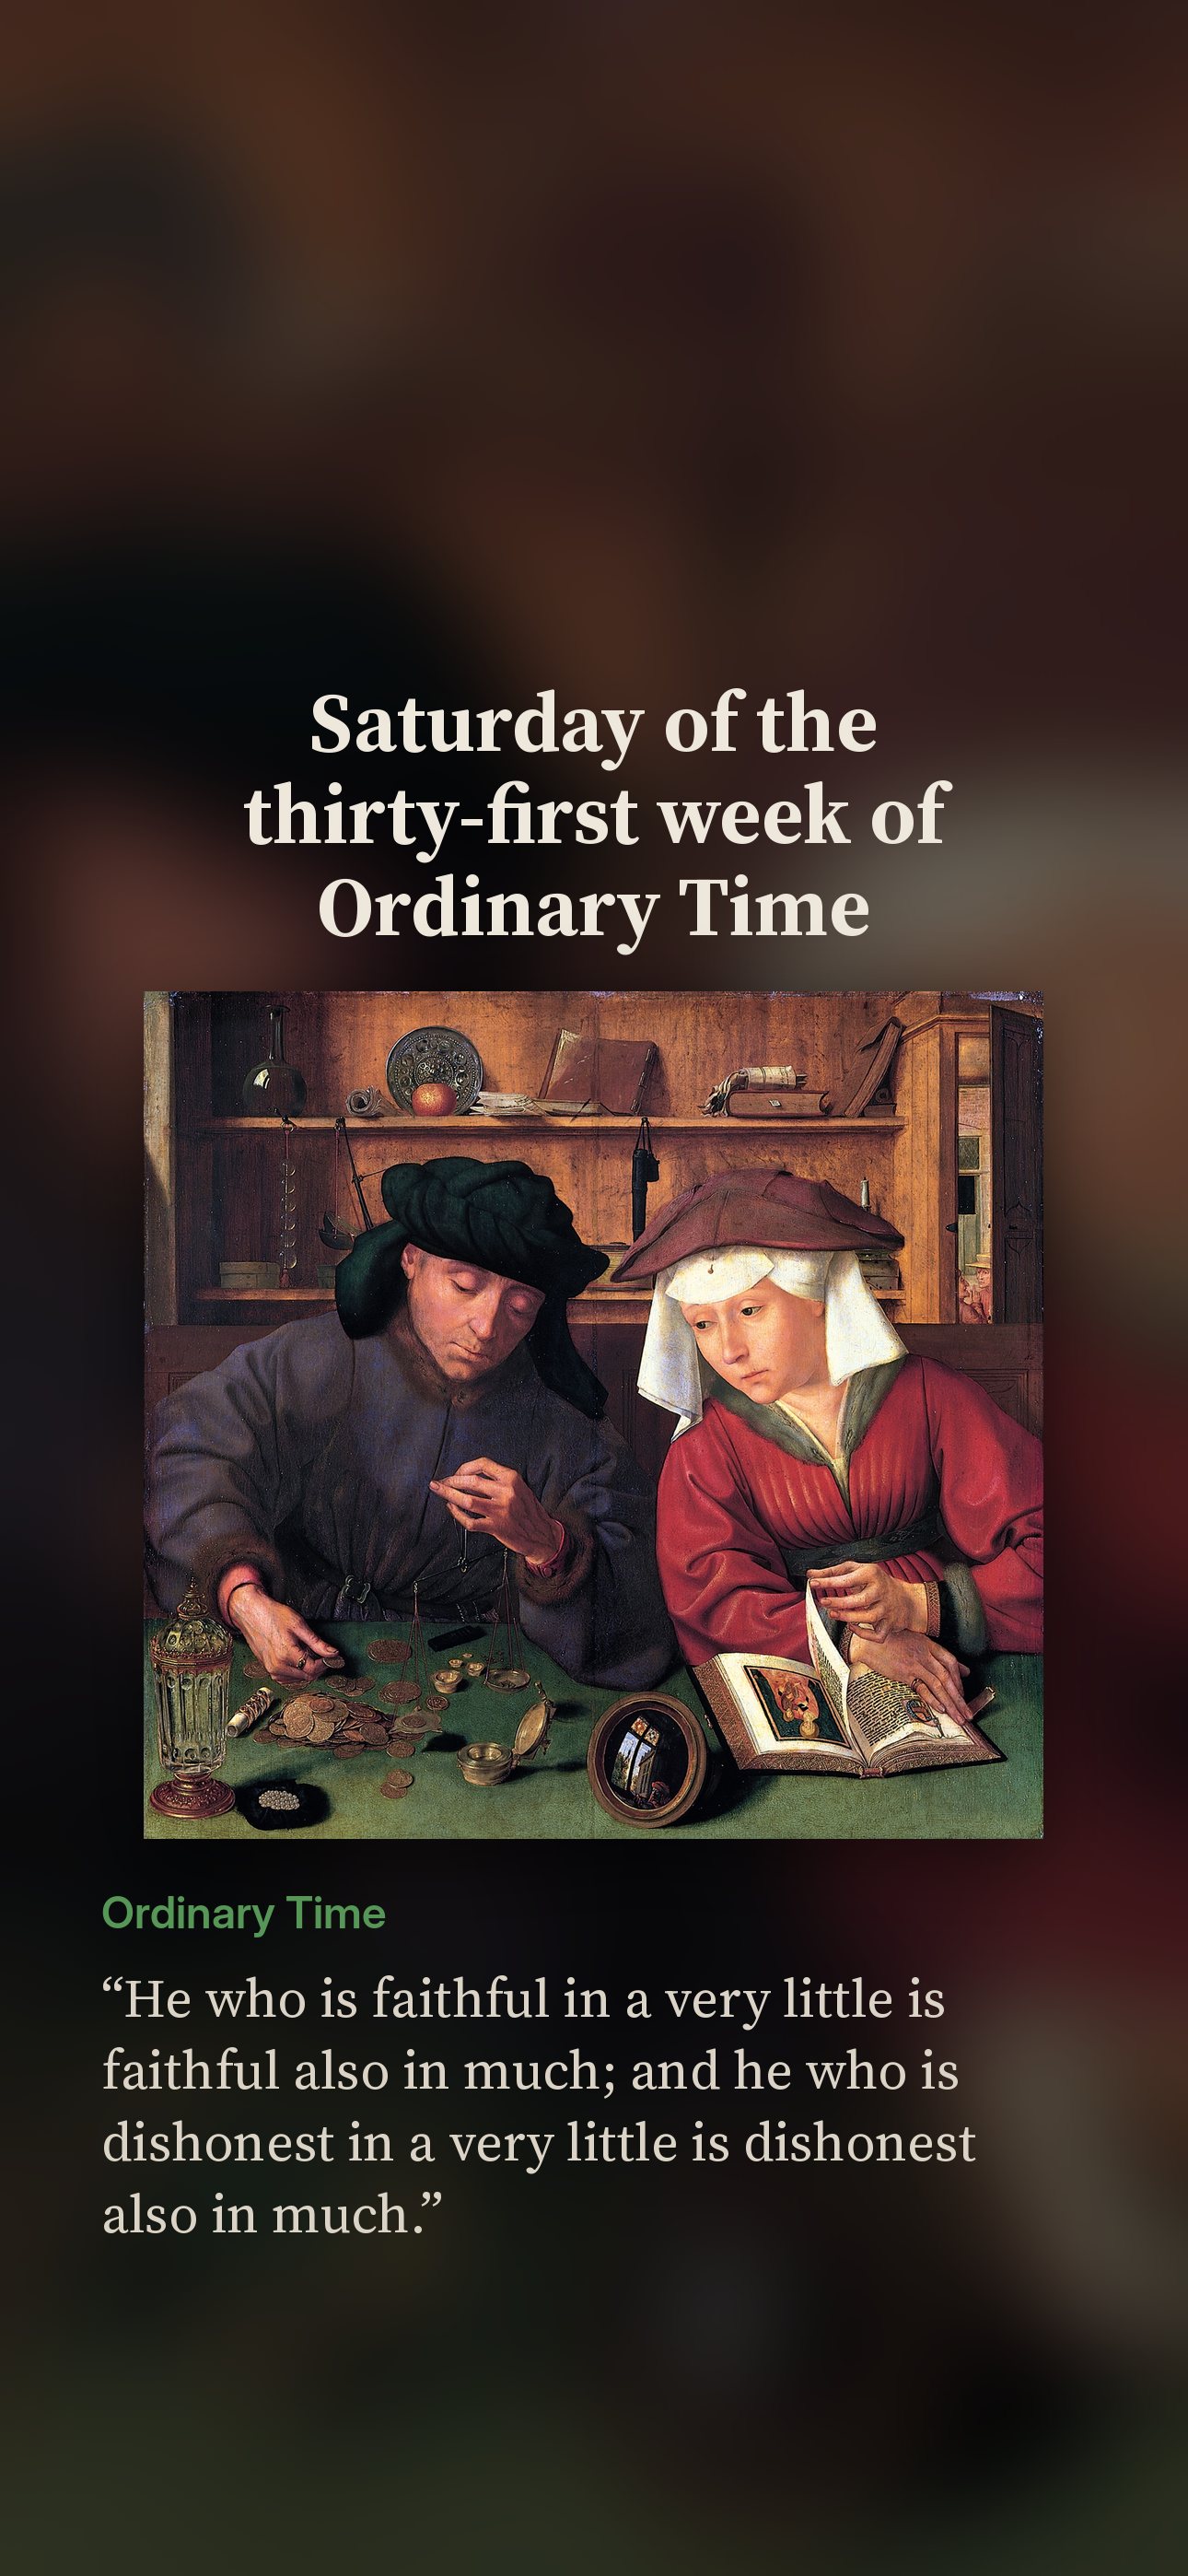 Saturday of the
thirty-first week of
Ordinary Time
Ordinary Time
“He who is faithful in a very little is
faithful also in much; and he who is
dishonest in a very little is dishonest
also in much.”